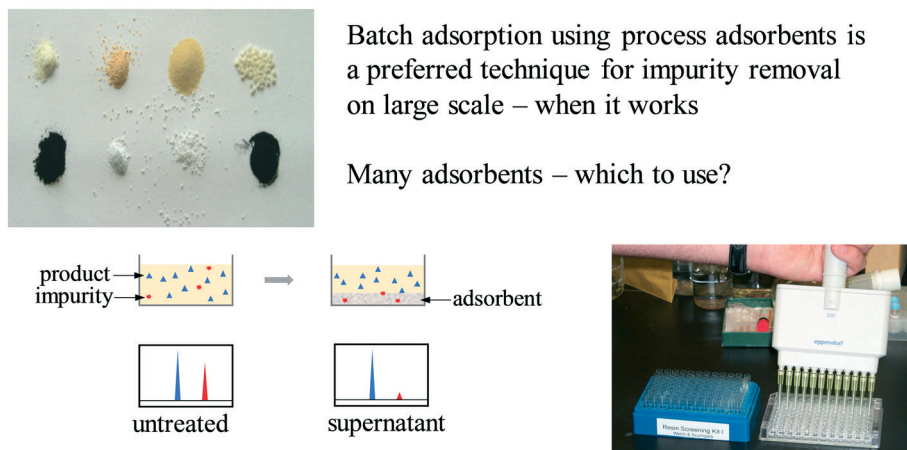 Batch adsorption using process adsorbents is
a preferred technique for impurity removal
on large scale – when it works
Many adsorbents – which to use?
product
impurity
adsorbent
untreated
supernatant
eppendorf
Resin Screening Kit I